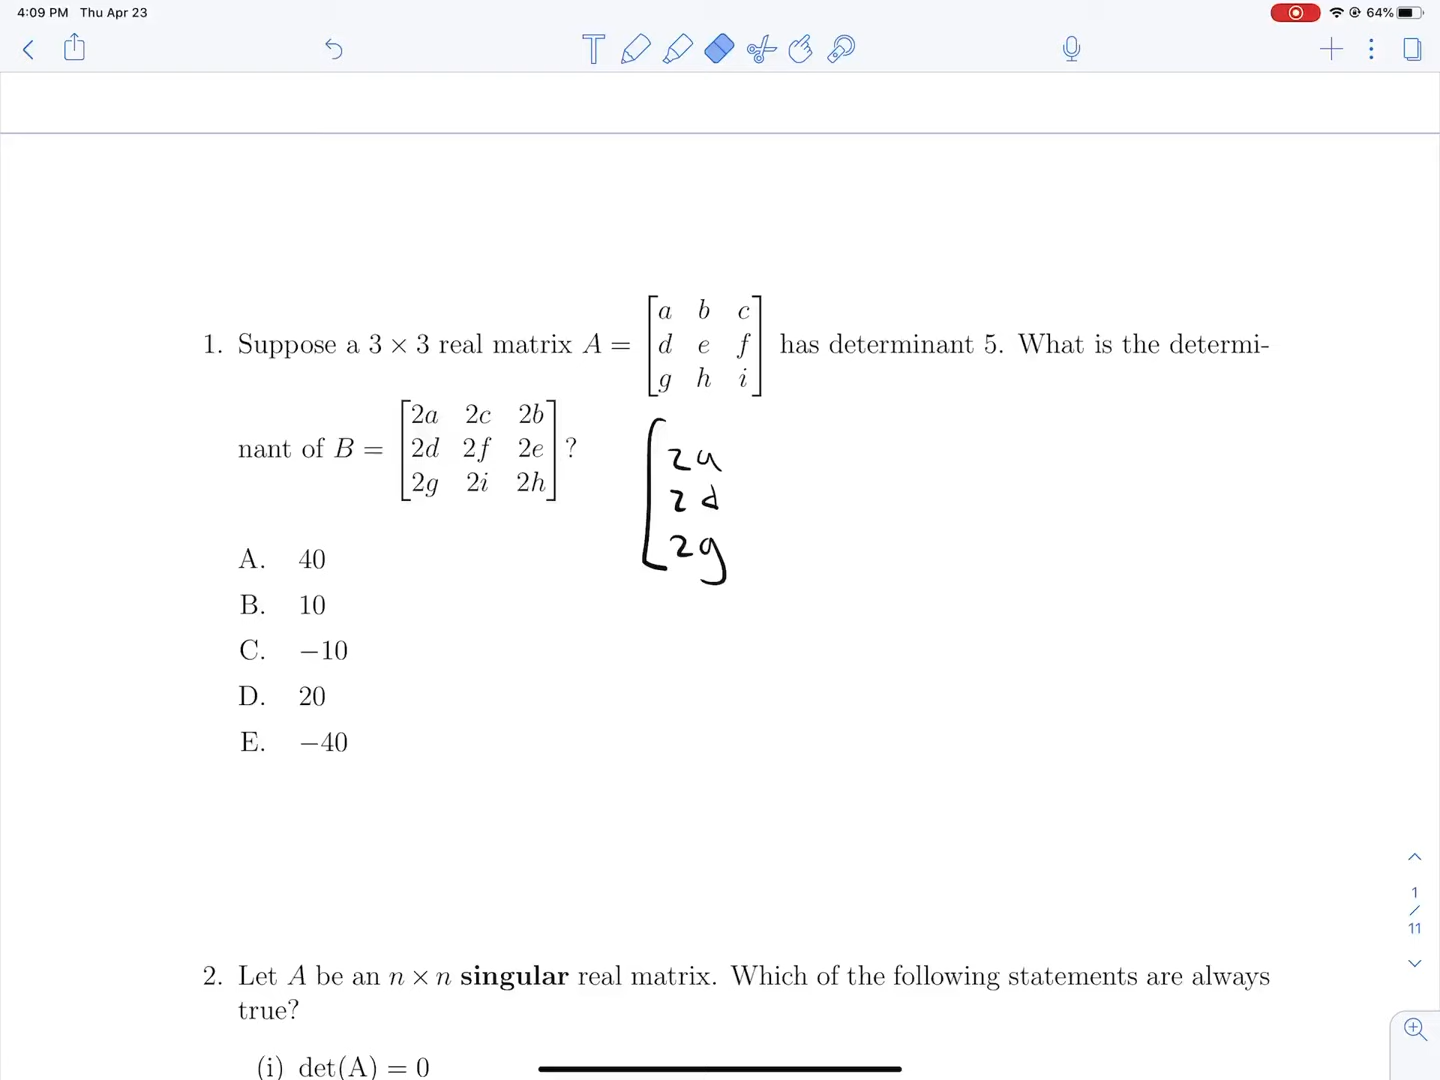 4:09 PM Thu Apr 23
64%
T
1. Suppose a 3 × 3 real matrix A = [a b c
d e f
g h i] has determinant 5. What is the determi-
nant of B = [2a 2c 2b
2d 2f 2e
2g 2i 2h]?
[2a
2d
2g
A. 40
B. 10
C. −10
D. 20
E. −40
1
/
11
2. Let A be an n × n singular real matrix. Which of the following statements are always
true?
(i) det(A) = 0